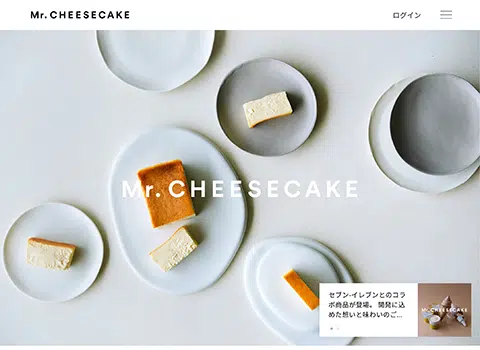 Mr. CHEESECAKE
ログイン
Mr. CHEESECAKE
セブン-イレブンとのコラ
ボ商品が登場。 開発に込
めた想いと味わいのご...
Mr. CHEESECAKE